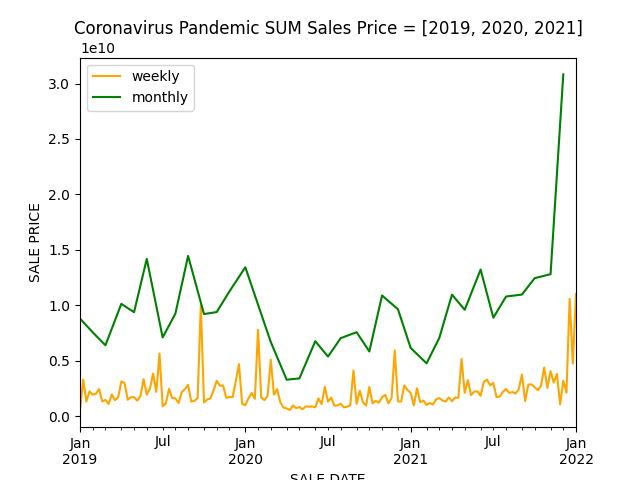 Coronavirus Pandemic SUM Sales Price = [2019, 2020, 2021]
1e10
weekly
monthly
3.0
2.5
2.0
1.5
1.0
0.5
0.0
SALE PRICE
Jan Jul Jan Jul Jan Jul Jan
2019 2020 2021 2022
SALE DATE